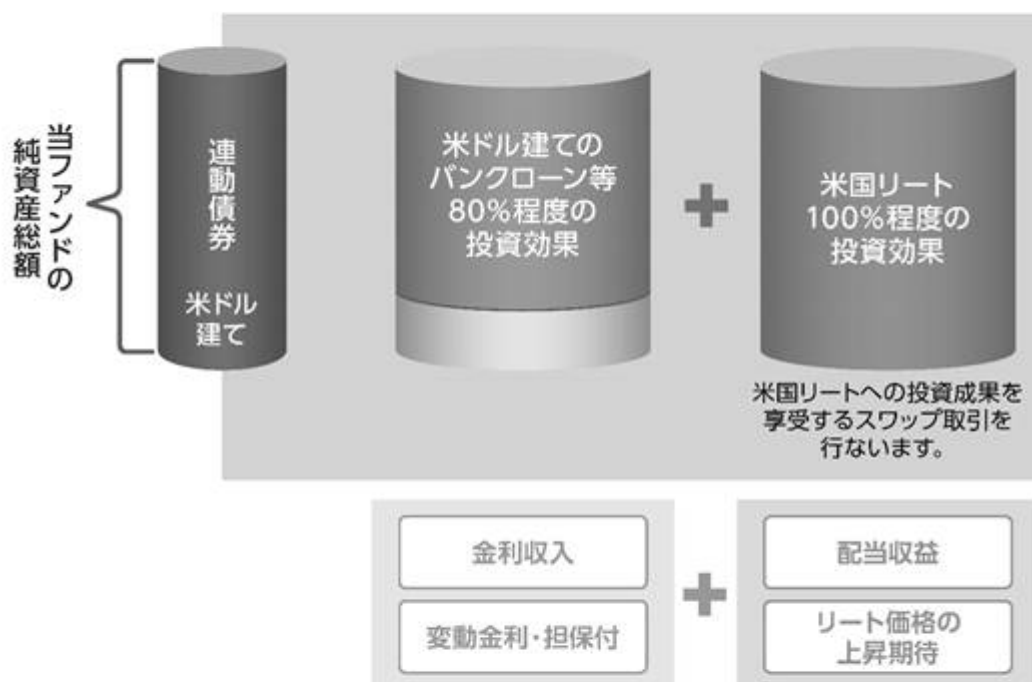 当ファンドの
純資産総額
連動債券
米ドル
建て
米ドル建ての
バンクローン等
80%程度の
投資効果
+
米国リート
100%程度の
投資効果
米国リートへの投資成果を
享受するスワップ取引を
行ないます。
金利収入
変動金利・担保付
+
配当収益
リート価格の
上昇期待